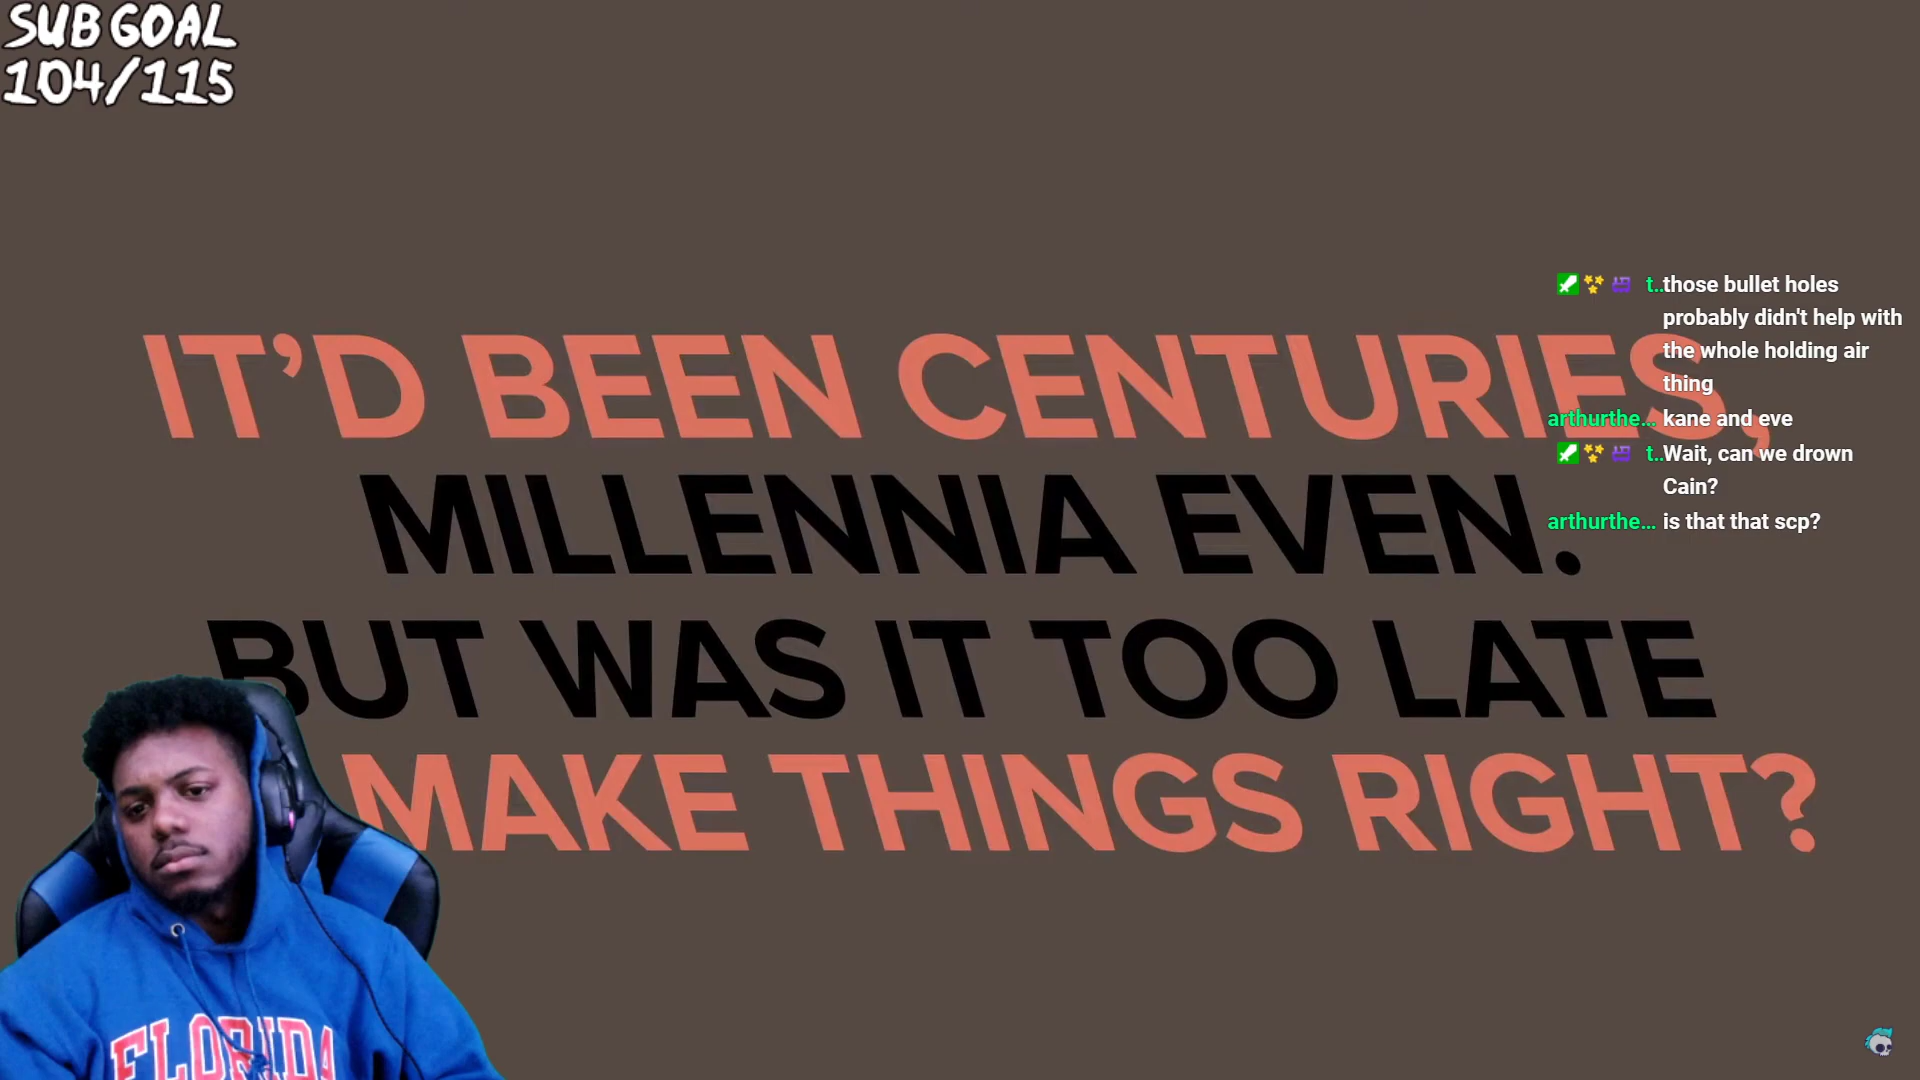 SUB GOAL
104/115
IT'D BEEN CENTURIES,
MILLENNIA EVEN.
BUT WAS IT TOO LATE
MAKE THINGS RIGHT?
t..those bullet holes
probably didn't help with
the whole holding air
thing
arthurthe... kane and eve
t..Wait, can we drown
Cain?
arthurthe... is that that scp?
FLORIDA